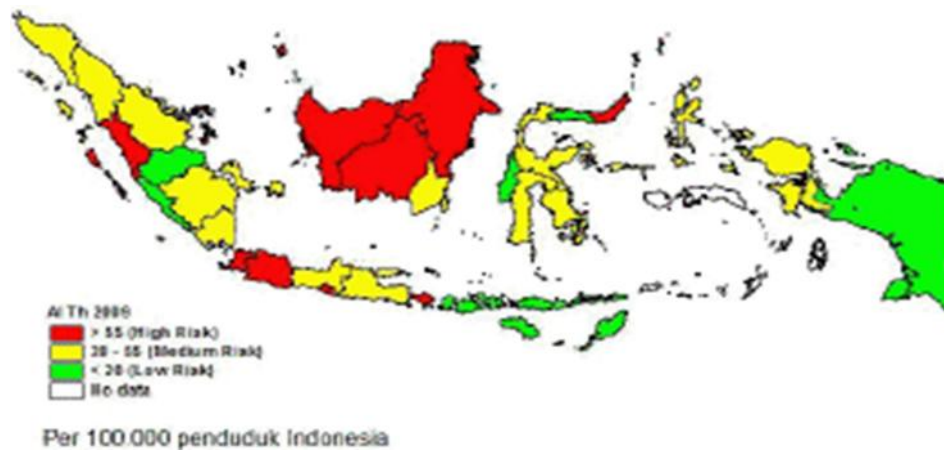 AI Th 2009
> 55 (High Risk)
20 - 55 (Medium Risk)
< 20 (Low Risk)
No data
Per 100.000 penduduk Indonesia